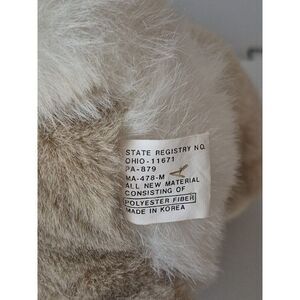 STATE REGISTRY NO.
OHIO-11671
PA-879
MA-478-M
ALL NEW MATERIAL
CONSISTING OF
POLYESTER FIBER
MADE IN KOREA